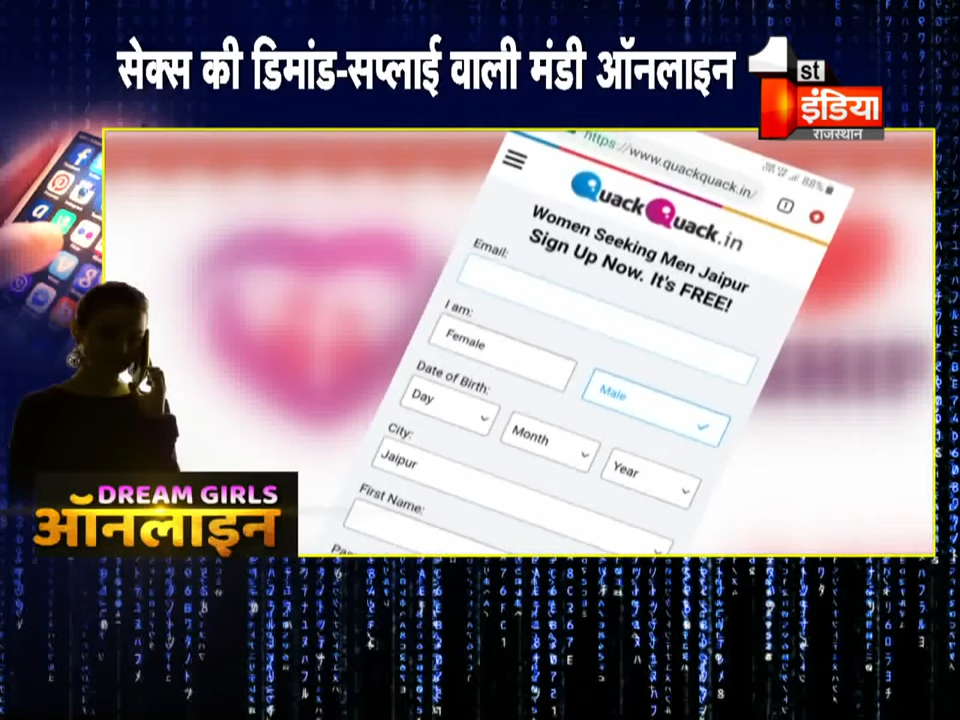 सेक्स की डिमांड-सप्लाई वाली मंडी ऑनलाइन
1st
इंडिया
राजस्थान
https://www.quackquack.in/
88%
QuackQuack.in
Women Seeking Men Jaipur
Sign Up Now. It's FREE!
Email:
I am:
Female
Male
Date of Birth:
Day
Month
Year
City:
Jaipur
First Name:
DREAM GIRLS
ऑनलाइन